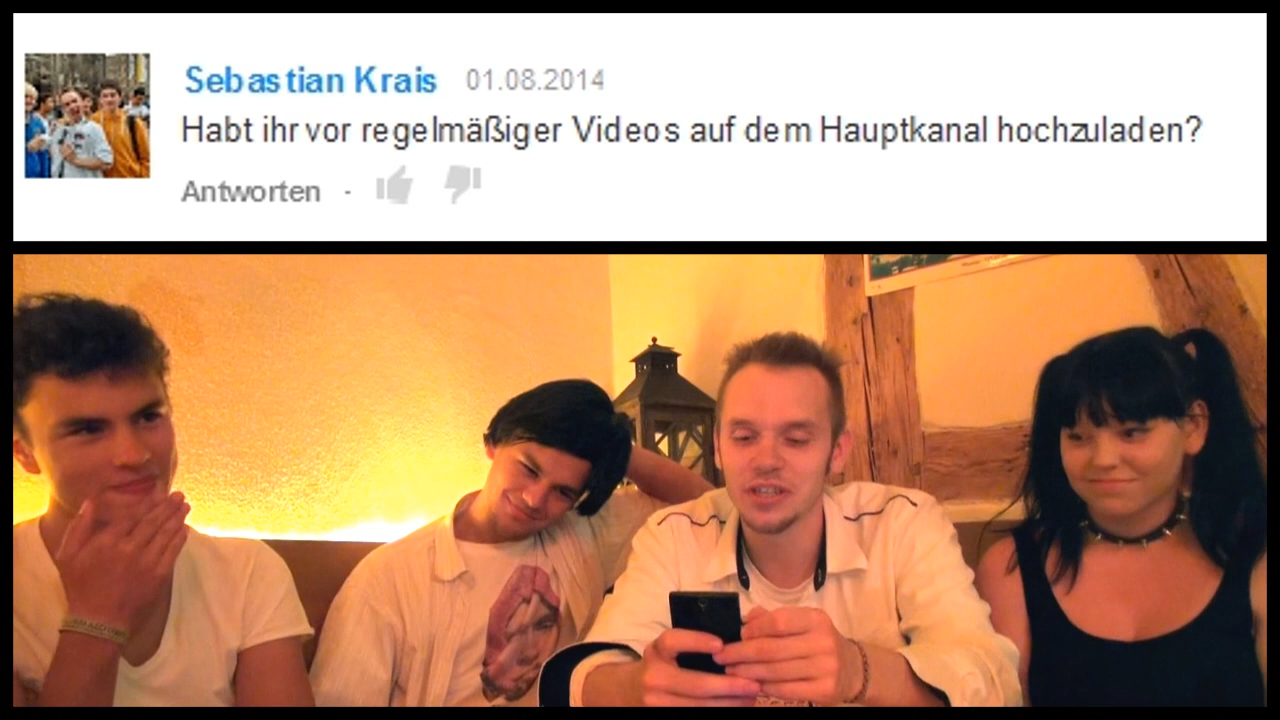 Sebastian Krais 01.08.2014
Habt ihr vor regelmäßiger Videos auf dem Hauptkanal hochzuladen?
Antworten ·